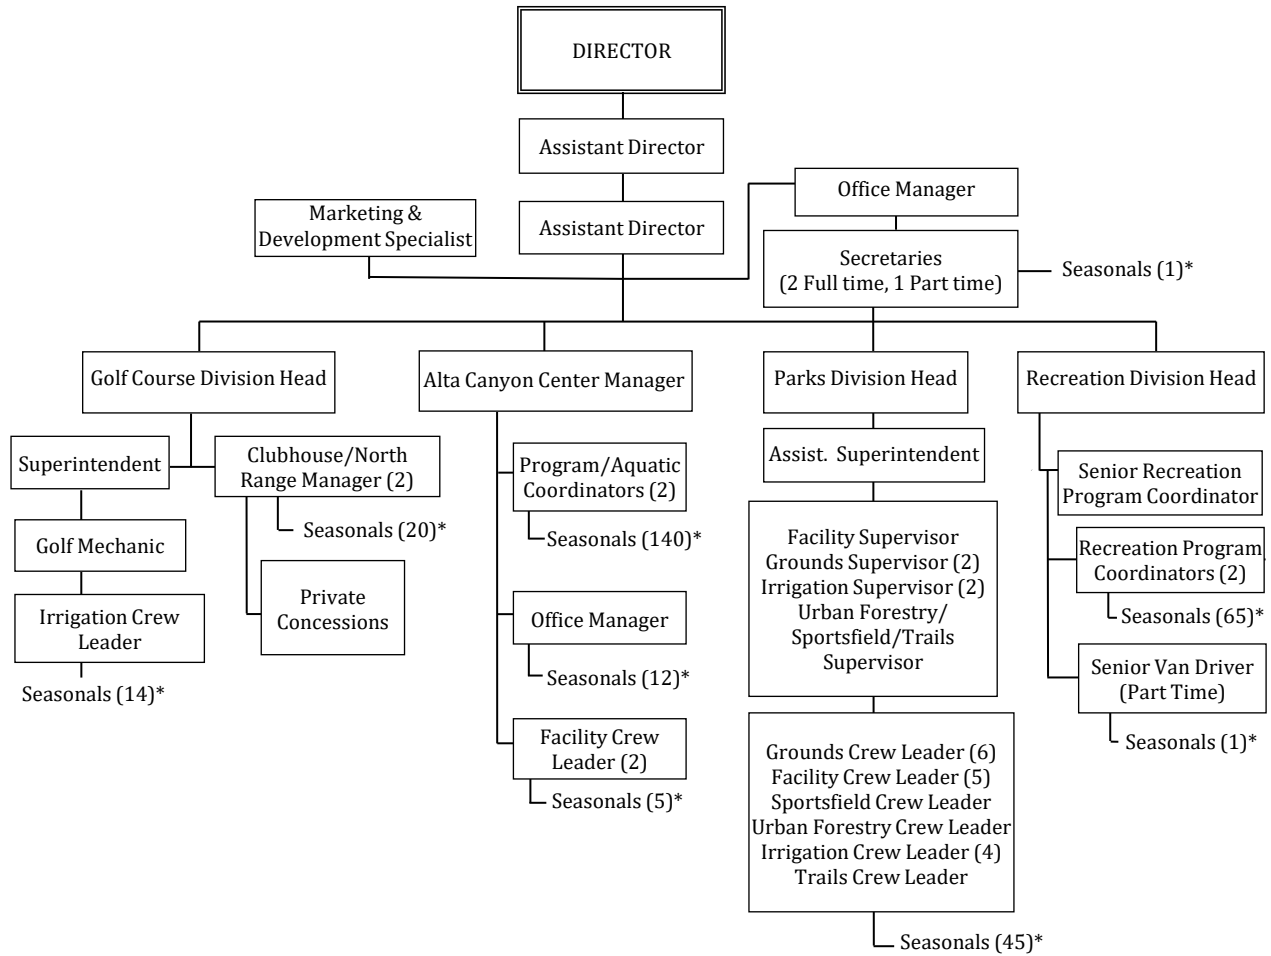 DIRECTOR
Assistant Director
Office Manager
Marketing &
Development Specialist
Assistant Director
Secretaries
(2 Full time, 1 Part time)
Seasonals (1)*
Golf Course Division Head
Alta Canyon Center Manager
Parks Division Head
Recreation Division Head
Superintendent
Clubhouse/North
Range Manager (2)
Seasonals (20)*
Golf Mechanic
Private
Concessions
Irrigation Crew
Leader
Seasonals (14)*
Program/Aquatic
Coordinators (2)
Seasonals (140)*
Office Manager
Seasonals (12)*
Facility Crew
Leader (2)
Seasonals (5)*
Assist. Superintendent
Facility Supervisor
Grounds Supervisor (2)
Irrigation Supervisor (2)
Urban Forestry/
Sportsfield/Trails
Supervisor
Grounds Crew Leader (6)
Facility Crew Leader (5)
Sportsfield Crew Leader
Urban Forestry Crew Leader
Irrigation Crew Leader (4)
Trails Crew Leader
Seasonals (45)*
Senior Recreation
Program Coordinator
Recreation Program
Coordinators (2)
Seasonals (65)*
Senior Van Driver
(Part Time)
Seasonals (1)*